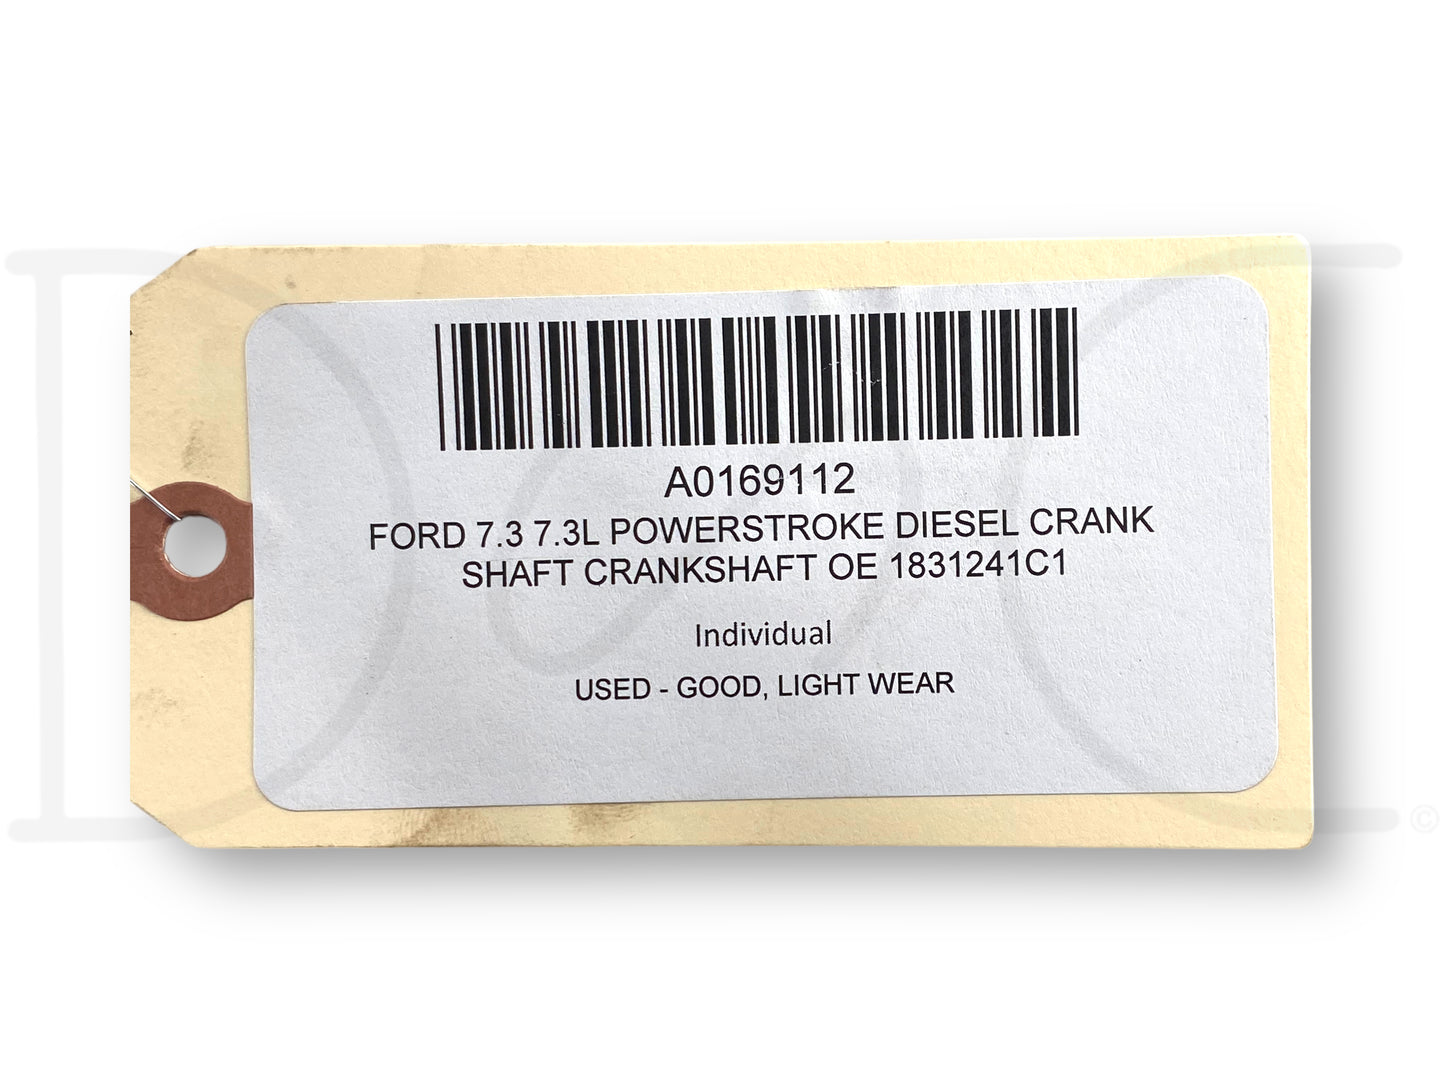 A0169112
FORD 7.3 7.3L POWERSTROKE DIESEL CRANK
SHAFT CRANKSHAFT OE 1831241C1
Individual
USED - GOOD, LIGHT WEAR
©